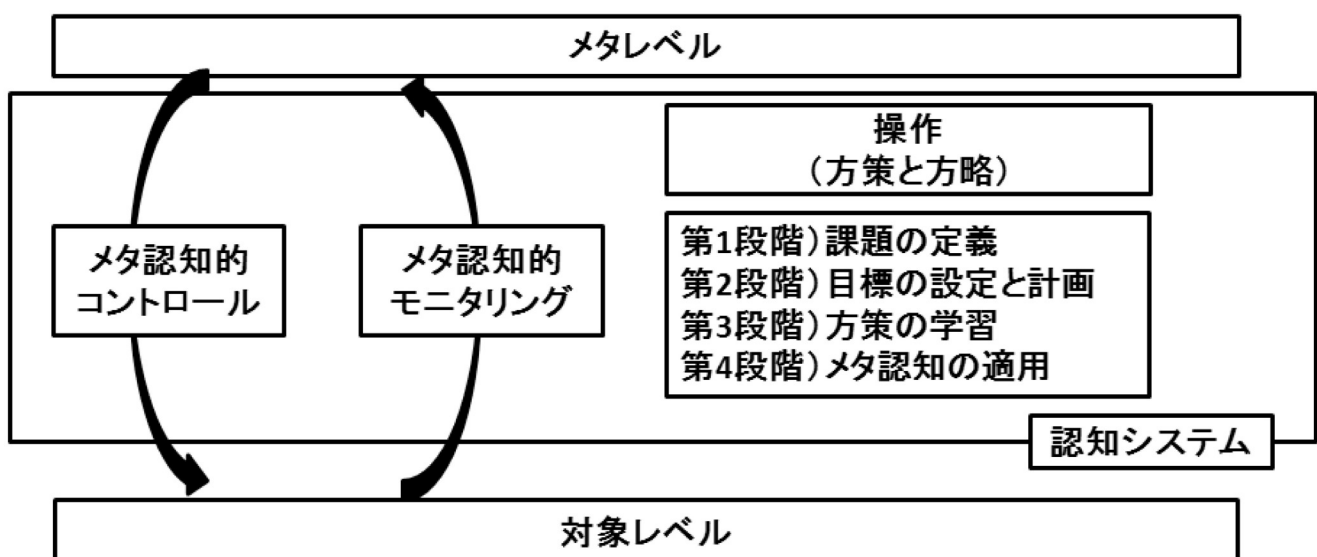 メタレベル
操作
（方策と方略）
メタ認知的
コントロール
メタ認知的
モニタリング
第1段階）課題の定義
第2段階）目標の設定と計画
第3段階）方策の学習
第4段階）メタ認知の適用
認知システム
対象レベル